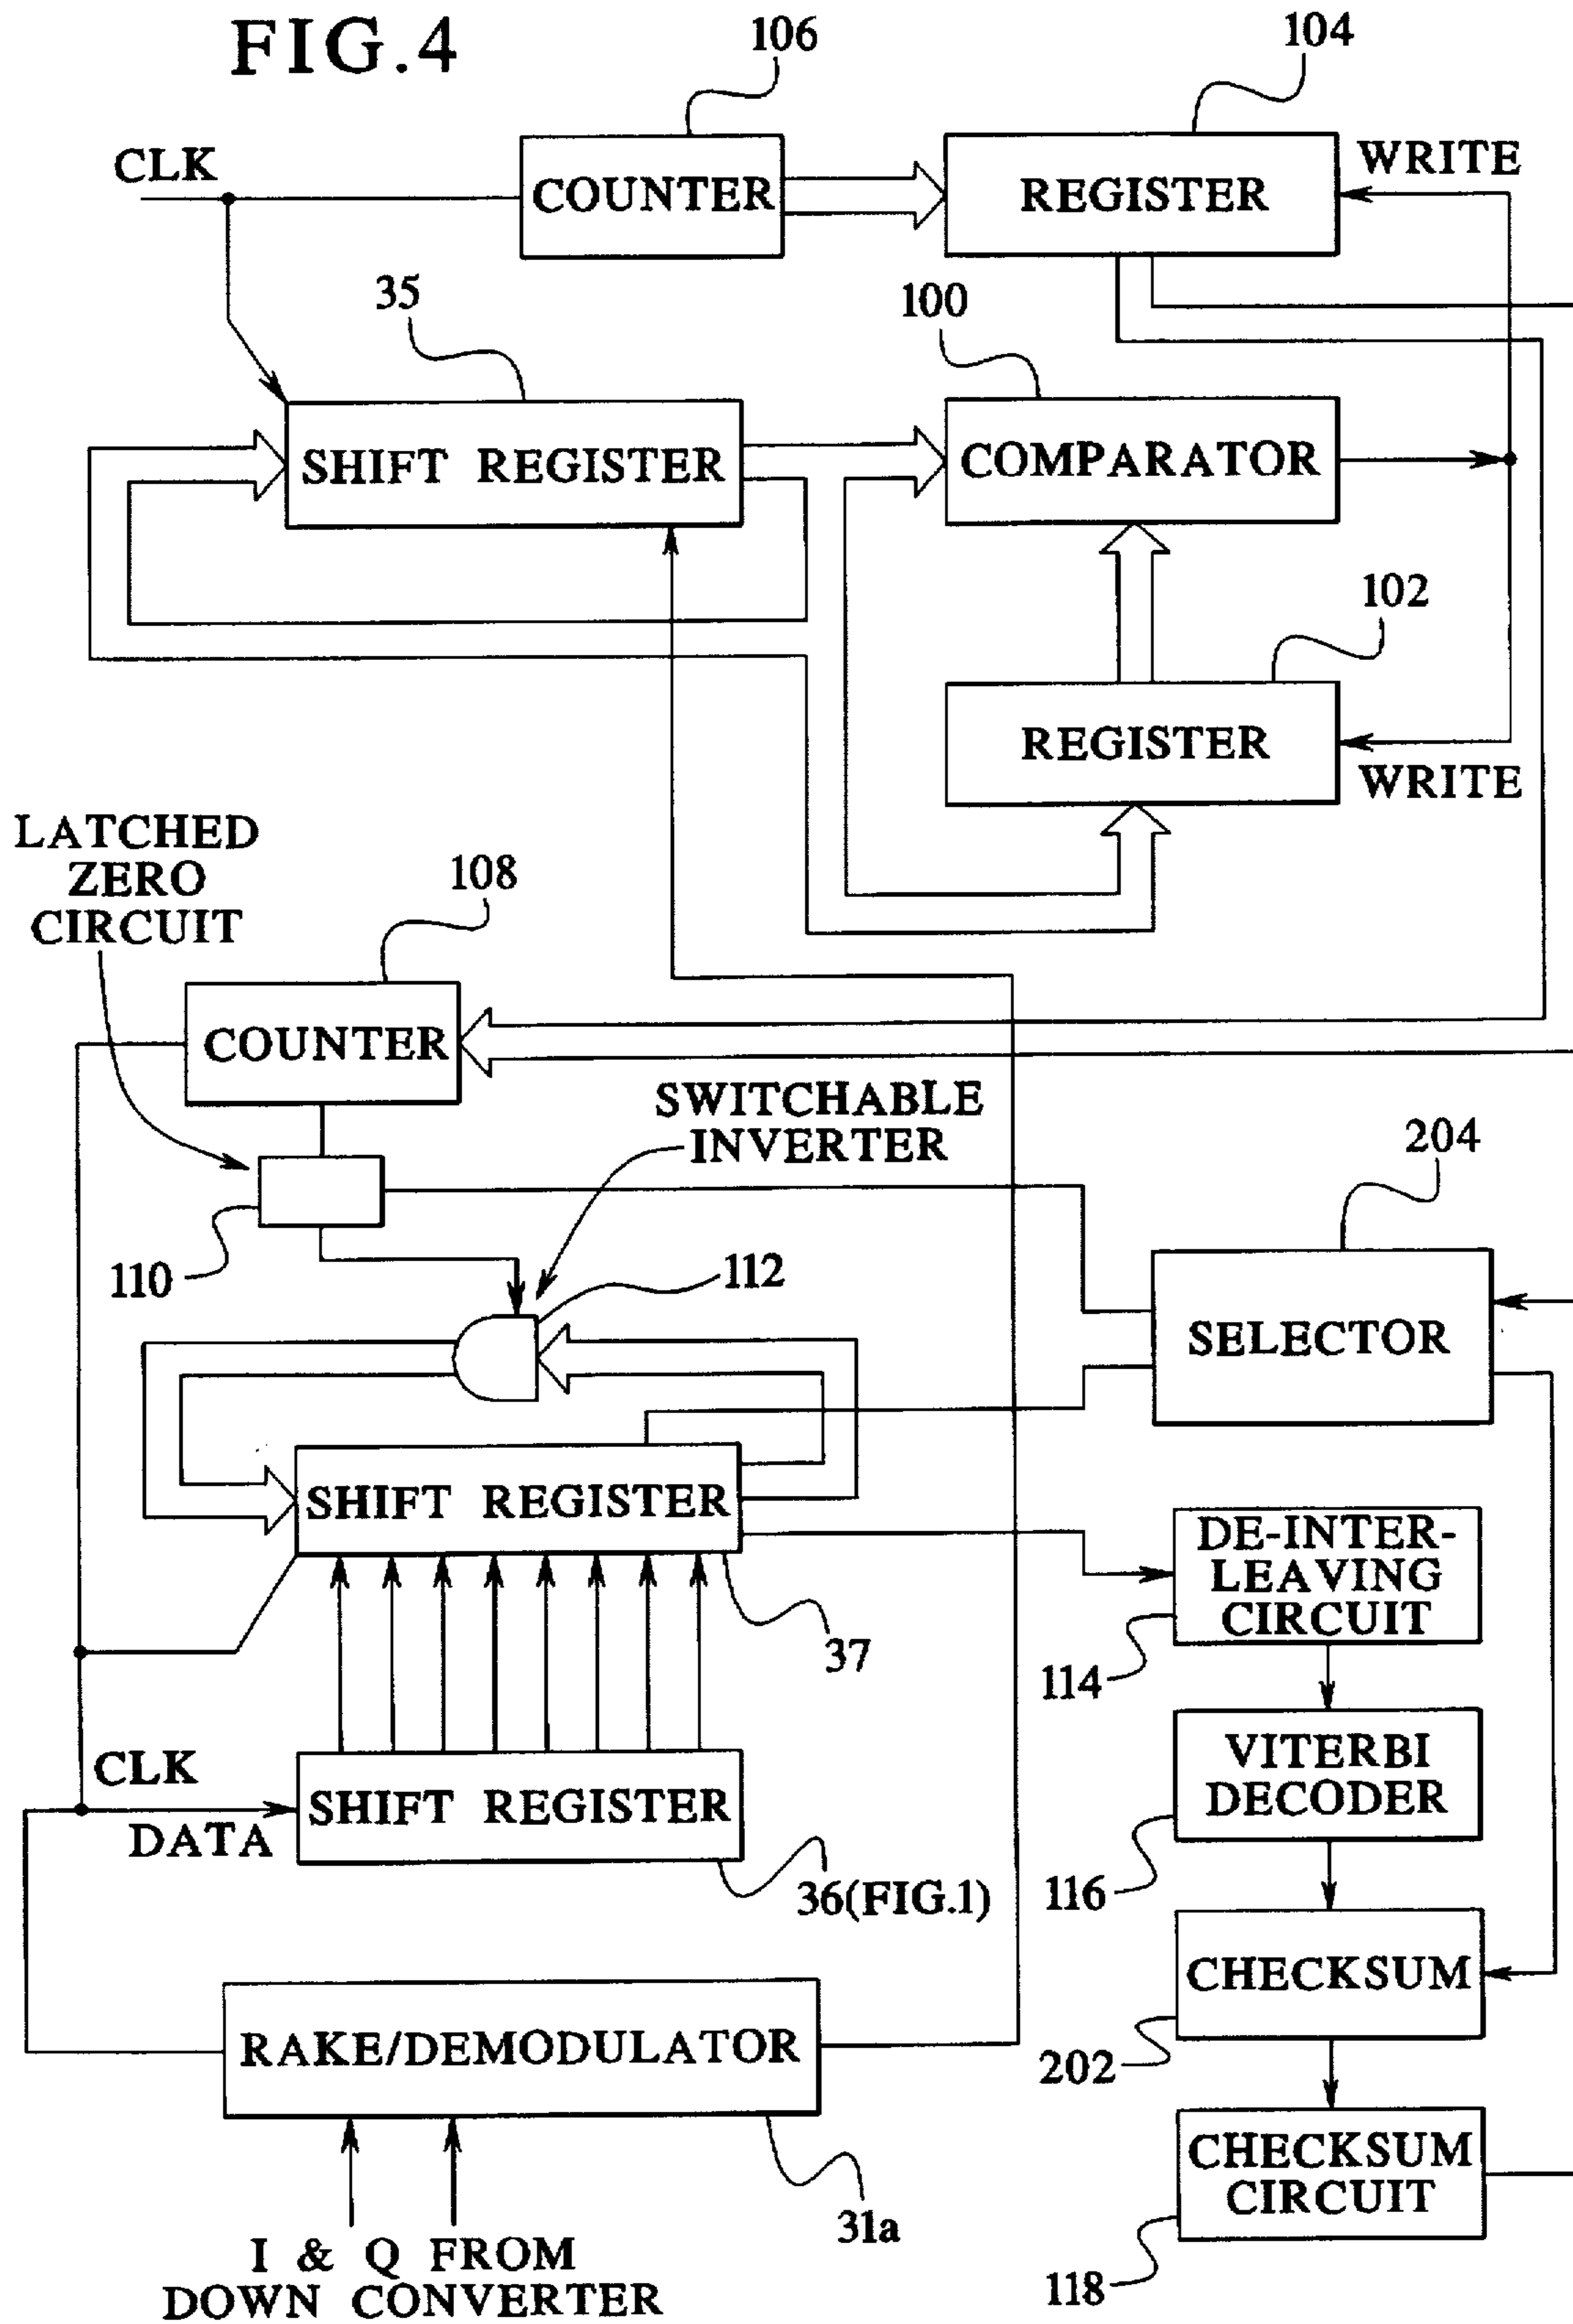 FIG.4
106
104
CLK
COUNTER
REGISTER
WRITE
35
100
SHIFT REGISTER
COMPARATOR
102
REGISTER
WRITE
LATCHED
ZERO
CIRCUIT
108
COUNTER
SWITCHABLE
INVERTER
204
110
112
SELECTOR
SHIFT REGISTER
DE-INTER-
LEAVING
CIRCUIT
37
114
CLK
DATA
SHIFT REGISTER
VITERBI
DECODER
36(FIG.1)
116
CHECKSUM
RAKE/DEMODULATOR
202
CHECKSUM
CIRCUIT
31a
I & Q FROM
DOWN CONVERTER
118